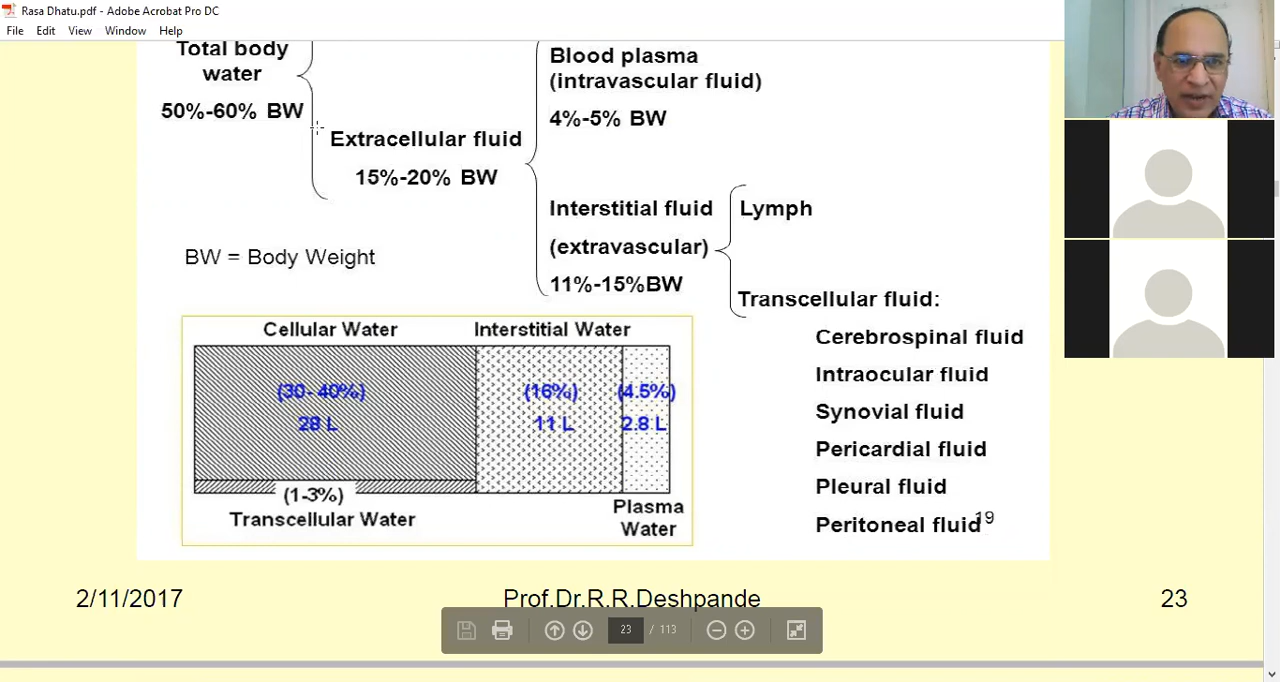 Rasa Dhatu.pdf - Adobe Acrobat Pro DC
File Edit View Window Help
Total body
water
50%-60% BW
Extracellular fluid
15%-20% BW
BW = Body Weight
Blood plasma
(intravascular fluid)
4%-5% BW
Interstitial fluid
(extravascular)
11%-15%BW
Lymph
Transcellular fluid:
Cerebrospinal fluid
Intraocular fluid
Synovial fluid
Pericardial fluid
Pleural fluid
Peritoneal fluid
19
Cellular Water Interstitial Water
(30- 40%) (16%) (4.5%)
28 L 11 L 2.8 L
(1-3%)
Transcellular Water
Plasma
Water
2/11/2017 Prof.Dr.R.R.Deshpande 23
23 / 113